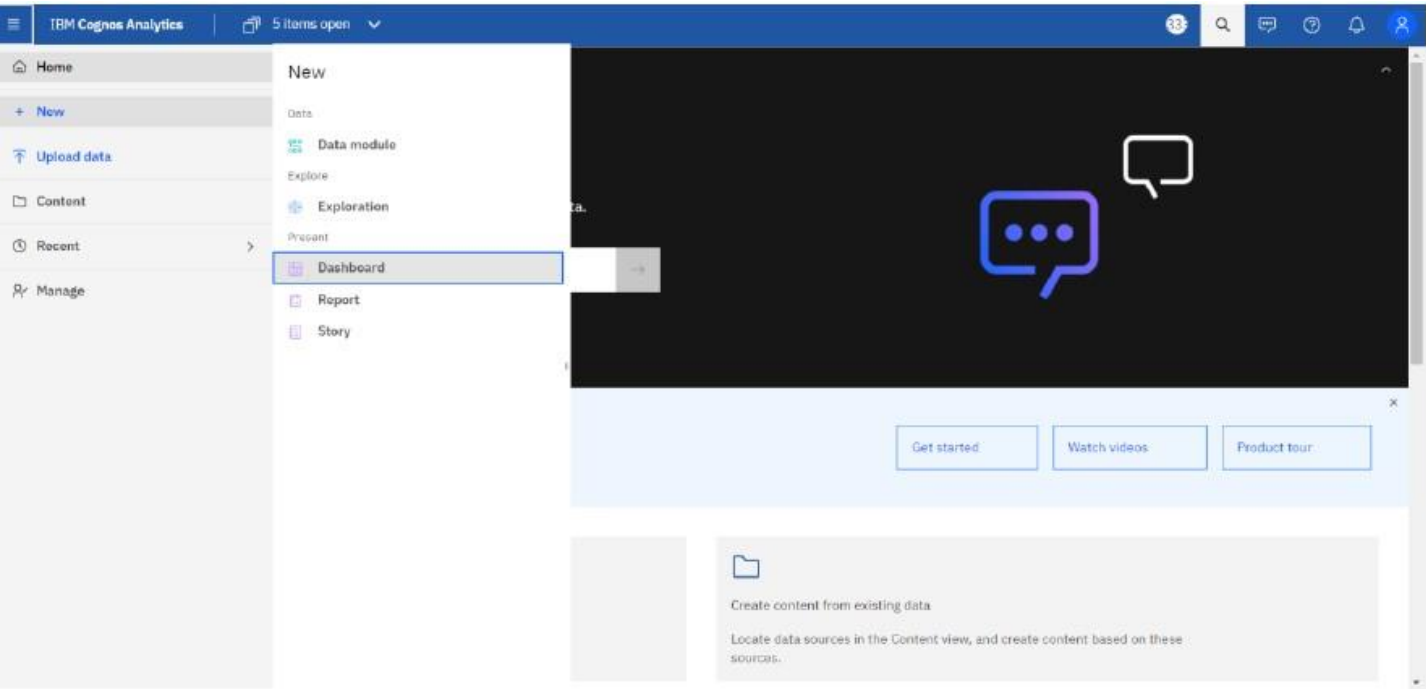 IBM Cognos Analytics
5 items open
Home
New
Upload data
Content
Recent
Manage
New
Data
Data module
Explore
Exploration
Present
Dashboard
Report
Story
ta.
Get started
Watch videos
Product tour
Create content from existing data
Locate data sources in the Content view, and create content based on these
sources.